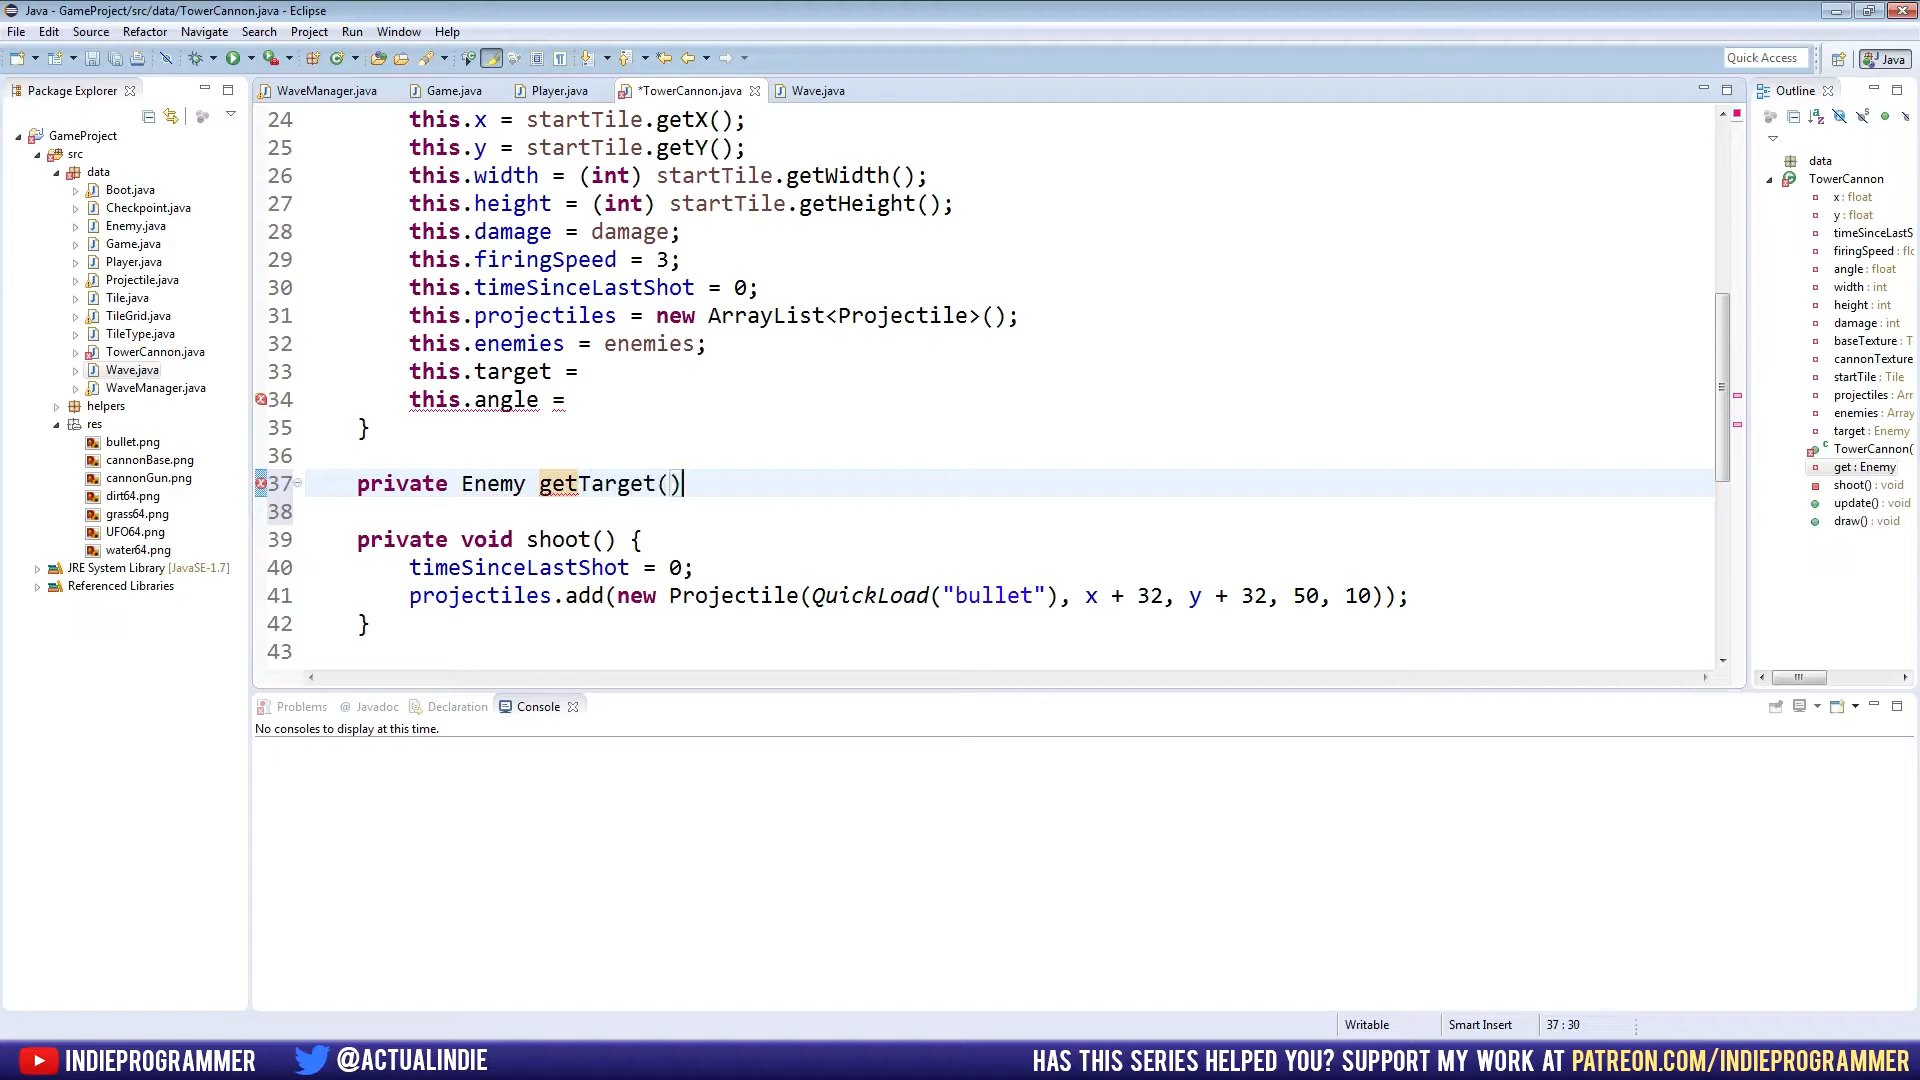 Java - GameProject/src/data/TowerCannon.java - Eclipse
File Edit Source Refactor Navigate Search Project Run Window Help
Quick Access
Java
Package Explorer
GameProject
src
data
Boot.java
Checkpoint.java
Enemy.java
Game.java
Player.java
Projectile.java
Tile.java
TileGrid.java
TileType.java
TowerCannon.java
Wave.java
WaveManager.java
helpers
res
bullet.png
cannonBase.png
cannonGun.png
dirt64.png
grass64.png
UFO64.png
water64.png
JRE System Library [JavaSE-1.7]
Referenced Libraries
WaveManager.java Game.java Player.java *TowerCannon.java Wave.java
24 this.x = startTile.getX();
25 this.y = startTile.getY();
26 this.width = (int) startTile.getWidth();
27 this.height = (int) startTile.getHeight();
28 this.damage = damage;
29 this.firingSpeed = 3;
30 this.timeSinceLastShot = 0;
31 this.projectiles = new ArrayList<Projectile>();
32 this.enemies = enemies;
33 this.target =
34 this.angle =
35 }
36
37 private Enemy getTarget()
38
39 private void shoot() {
40 timeSinceLastShot = 0;
41 projectiles.add(new Projectile(QuickLoad("bullet"), x + 32, y + 32, 50, 10));
42 }
43
Outline
data
TowerCannon
x : float
y : float
timeSinceLastS
firingSpeed : flo
angle : float
width : int
height : int
damage : int
baseTexture : T
cannonTexture
startTile : Tile
projectiles : Arr
enemies : Array
target : Enemy
TowerCannon(
get : Enemy
shoot() : void
update() : void
draw() : void
Problems @ Javadoc Declaration Console
No consoles to display at this time.
Writable Smart Insert 37 : 30
INDIEPROGRAMMER @ACTUALINDIE HAS THIS SERIES HELPED YOU? SUPPORT MY WORK AT PATREON.COM/INDIEPROGRAMMER